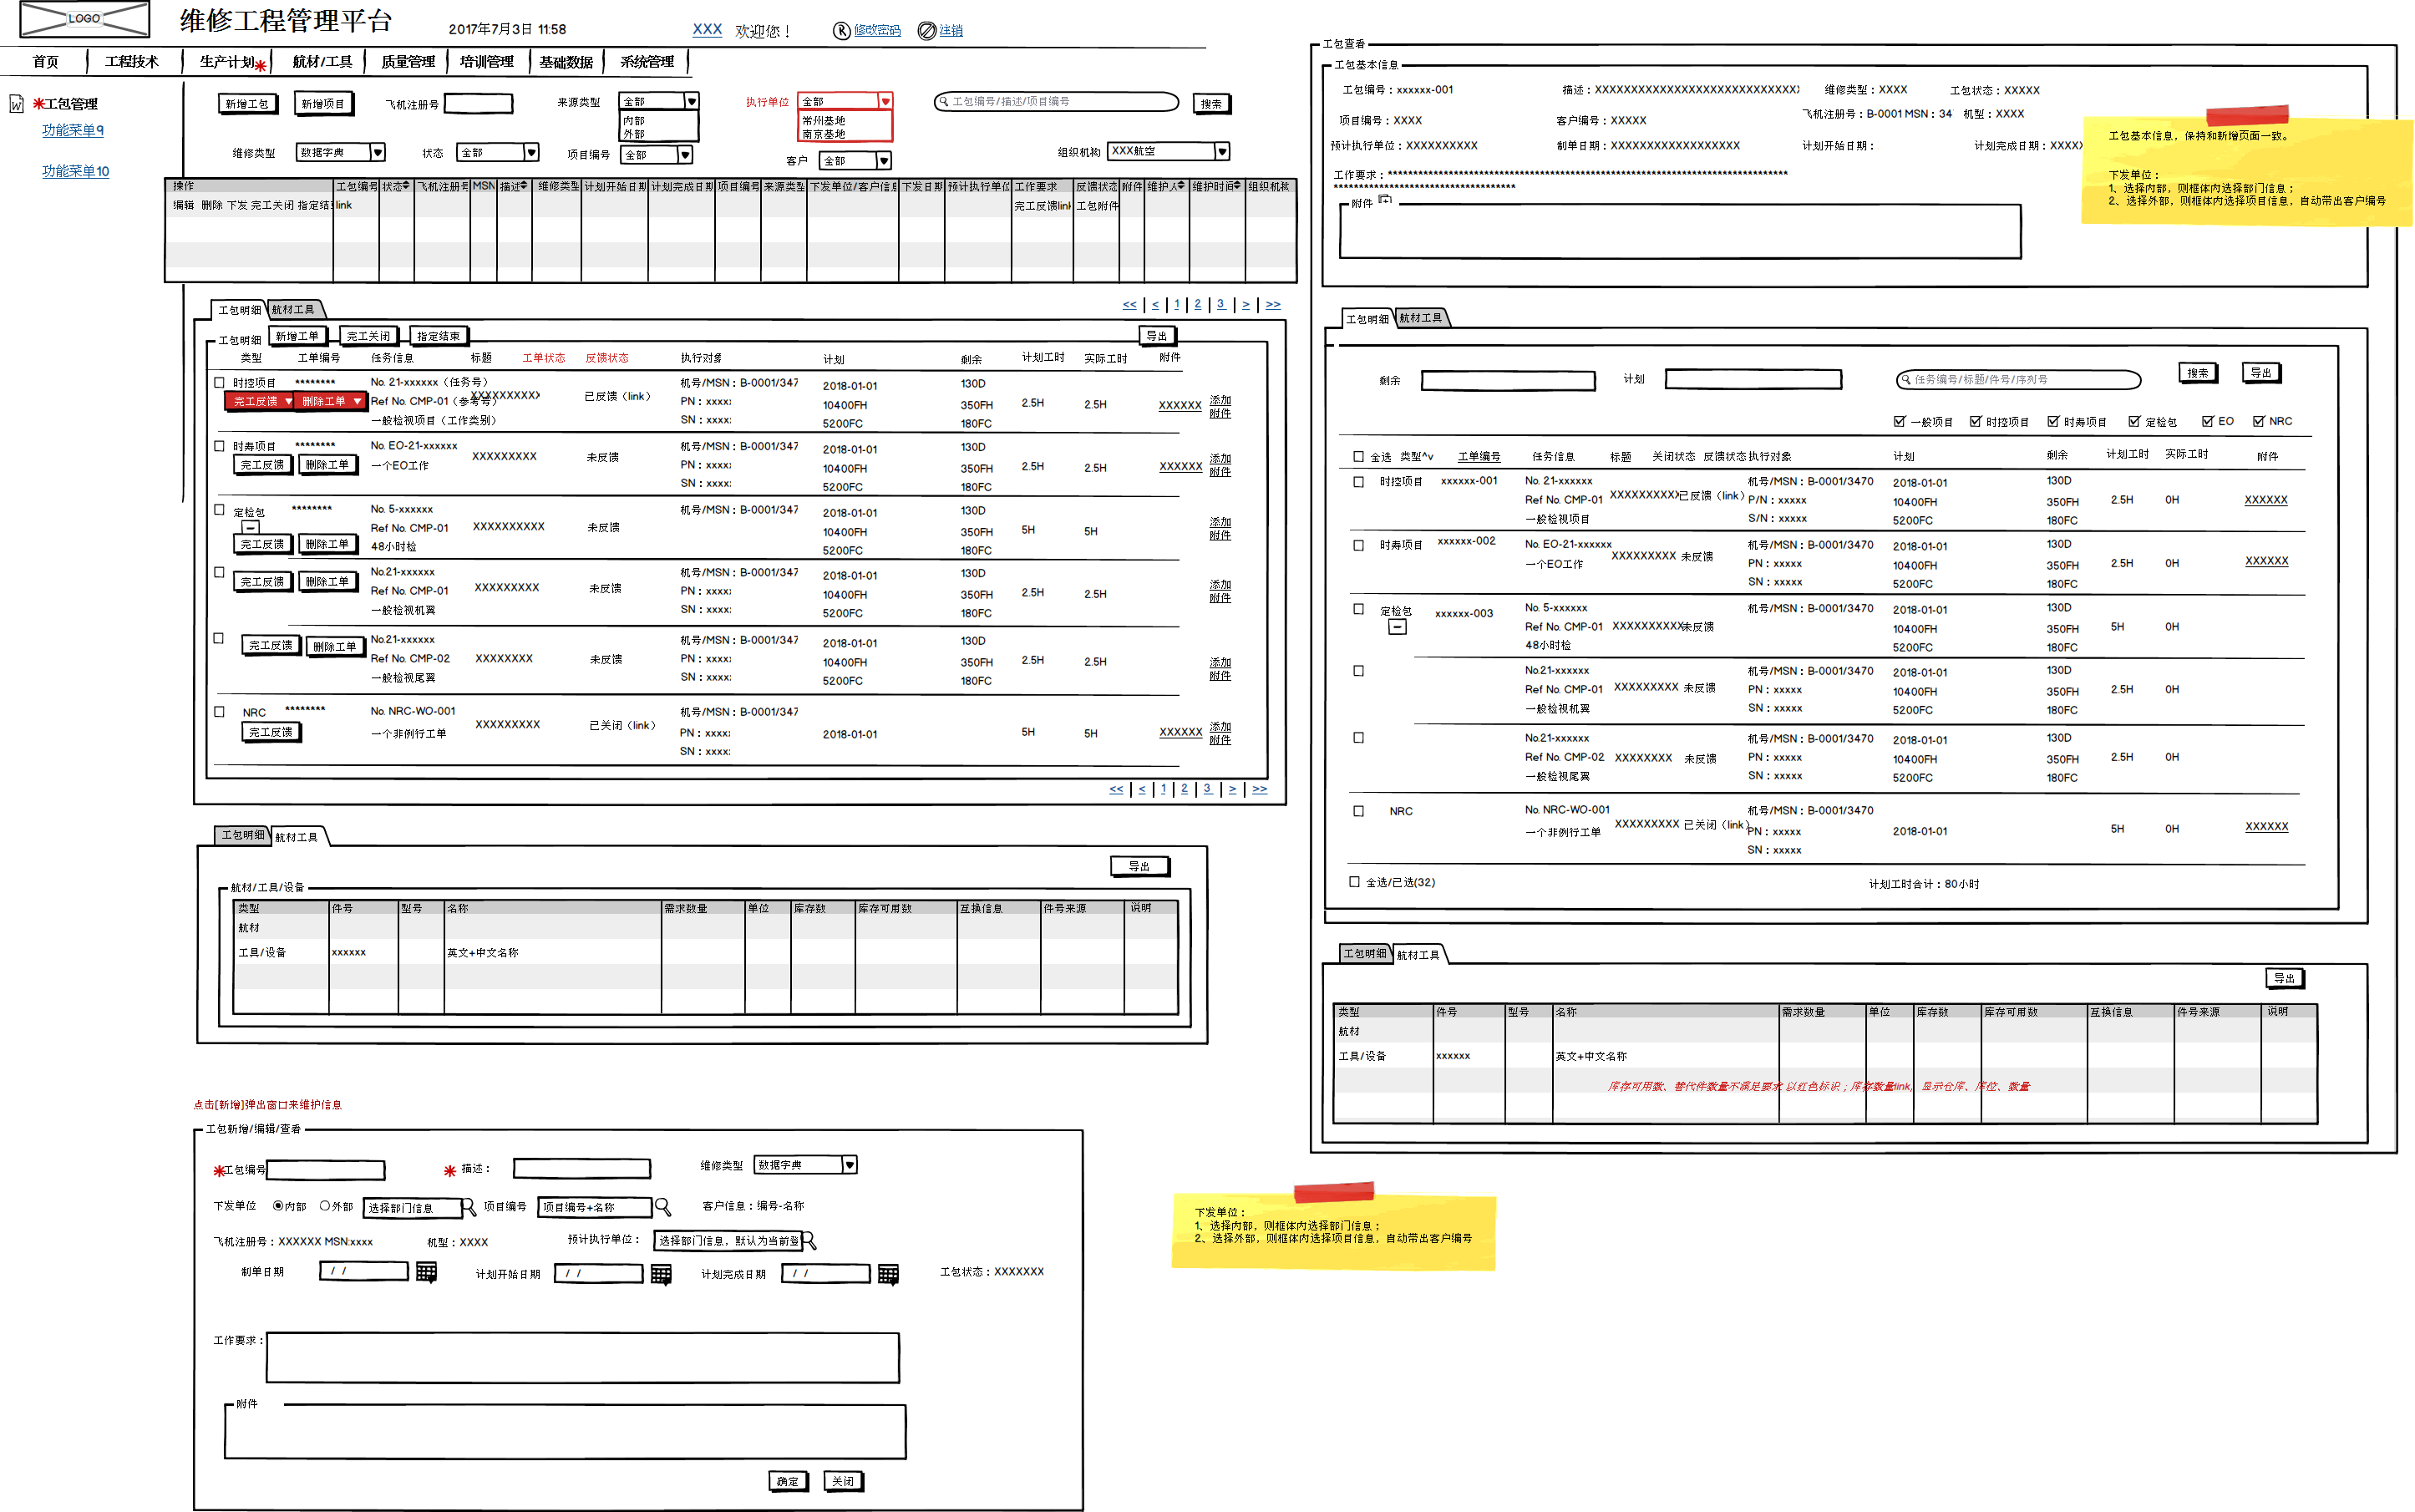 LOGO
维修工程管理平台
2017年7月3日 11:58
XXX 欢迎您！
修改密码
注销
首页 工程技术 生产计划 航材/工具 质量管理 培训管理 基础数据 系统管理
工包管理
功能菜单9
功能菜单10
新增工包 新增项目 飞机注册号 来源类型 全部 执行单位 全部 工包编号/描述/项目编号 搜索
内部 常州基地
外部 南京基地
维修类型 数据字典 状态 全部 项目编号 全部 客户 全部 组织机构 XXX航空
操作 工包编号 状态 飞机注册号 MSN 描述 维修类型 计划开始日期 计划完成日期 项目编号 来源类型 下发单位/客户信息 下发日期 预计执行单位 工作要求 反馈状态 附件 维护人 维护时间 组织机构
编辑 删除 下发 完工关闭 指定结束 link 完工反馈link 工包附件
<< < 1 2 3 > >>
工包明细 航材工具
工包明细 新增工单 完工关闭 指定结束 导出
类型 工单编号 任务信息 标题 工单状态 反馈状态 执行对象 计划 剩余 计划工时 实际工时 附件
时控项目 ******** No. 21-xxxxxx（任务号） 机号/MSN：B-0001/347 2018-01-01 130D
完工反馈 删除工单 Ref No. CMP-01（参考号） XXXXXXXXXX 已反馈（link） PN：xxxx 10400FH 350FH 2.5H 2.5H XXXXXX 添加附件
一般检视项目（工作类别） SN：xxxx 5200FC 180FC
时寿项目 ******** No. EO-21-xxxxxx 机号/MSN：B-0001/347 2018-01-01 130D
完工反馈 删除工单 一个EO工作 XXXXXXXXX 未反馈 PN：xxxx 10400FH 350FH 2.5H 2.5H XXXXXX 添加附件
SN：xxxx 5200FC 180FC
定检包 ******** No. 5-xxxxxx 机号/MSN：B-0001/347 2018-01-01 130D
Ref No. CMP-01 XXXXXXXXXX 未反馈 10400FH 350FH 5H 5H 添加附件
完工反馈 删除工单 48小时检 5200FC 180FC
No.21-xxxxxx 机号/MSN：B-0001/347 2018-01-01 130D
完工反馈 删除工单 Ref No. CMP-01 XXXXXXXXX 未反馈 PN：xxxx 10400FH 350FH 2.5H 2.5H 添加附件
一般检视机翼 SN：xxxx 5200FC 180FC
No.21-xxxxxx 机号/MSN：B-0001/347 2018-01-01 130D
完工反馈 删除工单 Ref No. CMP-02 XXXXXXXX 未反馈 PN：xxxx 10400FH 350FH 2.5H 2.5H 添加附件
一般检视尾翼 SN：xxxx 5200FC 180FC
NRC ******** No. NRC-WO-001 机号/MSN：B-0001/347
完工反馈 一个非例行工单 XXXXXXXXX 已关闭（link） PN：xxxx 2018-01-01 5H 5H XXXXXX 添加附件
SN：xxxx
<< < 1 2 3 > >>
工包明细 航材工具
导出
航材/工具/设备
类型 件号 型号 名称 需求数量 单位 库存数 库存可用数 互换信息 件号来源 说明
航材
工具/设备 xxxxxx 英文+中文名称
点击[新增]弹出窗口来维护信息
工包新增/编辑/查看
工包编号 描述： 维修类型 数据字典
下发单位 内部 外部 选择部门信息 项目编号 项目编号+名称 客户信息：编号-名称
飞机注册号：XXXXXX MSN:xxxx 机型：XXXX 预计执行单位： 选择部门信息，默认为当前登
制单日期 / / 计划开始日期 / / 计划完成日期 / / 工包状态：XXXXXXX
工作要求：
附件
确定 关闭
下发单位：
1、选择内部，则框体内选择部门信息；
2、选择外部，则框体内选择项目信息，自动带出客户编号
工包查看
工包基本信息
工包编号：xxxxxx-001 描述：XXXXXXXXXXXXXXXXXXXXXXXXXXXX 维修类型：XXXX 工包状态：XXXXX
项目编号：XXXX 客户编号：XXXXX 飞机注册号：B-0001 MSN：34 机型：XXXX
预计执行单位：XXXXXXXXXX 制单日期：XXXXXXXXXXXXXXXXXX 计划开始日期： 计划完成日期：XXXX
工作要求：******************************************************************************
************************************
附件
工包基本信息，保持和新增页面一致。
下发单位：
1、选择内部，则框体内选择部门信息；
2、选择外部，则框体内选择项目信息，自动带出客户编号
工包明细 航材工具
剩余 计划 任务编号/标题/件号/序列号 搜索 导出
一般项目 时控项目 时寿项目 定检包 EO NRC
全选 类型^v 工单编号 任务信息 标题 关闭状态 反馈状态 执行对象 计划 剩余 计划工时 实际工时 附件
时控项目 xxxxxx-001 No. 21-xxxxxx 机号/MSN：B-0001/3470 2018-01-01 130D
Ref No. CMP-01 XXXXXXXXXX 已反馈（link） P/N：xxxxx 10400FH 350FH 2.5H 0H XXXXXX
一般检视项目 S/N：xxxxx 5200FC 180FC
时寿项目 xxxxxx-002 No. EO-21-xxxxxx 机号/MSN：B-0001/3470 2018-01-01 130D
一个EO工作 XXXXXXXXX 未反馈 PN：xxxxx 10400FH 350FH 2.5H 0H XXXXXX
SN：xxxxx 5200FC 180FC
定检包 xxxxxx-003 No. 5-xxxxxx 机号/MSN：B-0001/3470 2018-01-01 130D
Ref No. CMP-01 XXXXXXXXXX 未反馈 10400FH 350FH 5H 0H
48小时检 5200FC 180FC
No.21-xxxxxx 机号/MSN：B-0001/3470 2018-01-01 130D
Ref No. CMP-01 XXXXXXXXX 未反馈 PN：xxxxx 10400FH 350FH 2.5H 0H
一般检视机翼 SN：xxxxx 5200FC 180FC
No.21-xxxxxx 机号/MSN：B-0001/3470 2018-01-01 130D
Ref No. CMP-02 XXXXXXXX 未反馈 PN：xxxxx 10400FH 350FH 2.5H 0H
一般检视尾翼 SN：xxxxx 5200FC 180FC
NRC No. NRC-WO-001 机号/MSN：B-0001/3470
一个非例行工单 XXXXXXXXX 已关闭（link） PN：xxxxx 2018-01-01 5H 0H XXXXXX
SN：xxxxx
全选/已选(32) 计划工时合计：80小时
工包明细 航材工具
导出
类型 件号 型号 名称 需求数量 单位 库存数 库存可用数 互换信息 件号来源 说明
航材
工具/设备 xxxxxx 英文+中文名称
库存可用数、替代件数量不满足要求 以红色标识；库存数量link，显示仓库、库位、数量